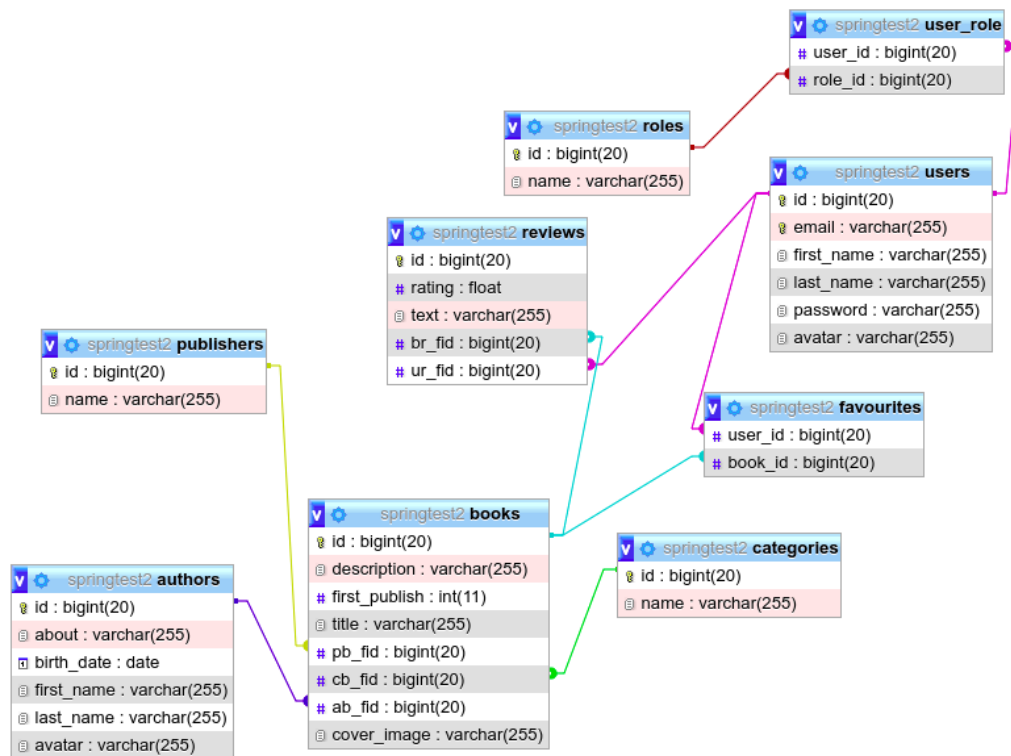 springtest2 user_role
user_id : bigint(20)
role_id : bigint(20)
springtest2 roles
id : bigint(20)
name : varchar(255)
springtest2 users
id : bigint(20)
email : varchar(255)
first_name : varchar(255)
last_name : varchar(255)
password : varchar(255)
avatar : varchar(255)
springtest2 reviews
id : bigint(20)
rating : float
text : varchar(255)
br_fid : bigint(20)
ur_fid : bigint(20)
springtest2 publishers
id : bigint(20)
name : varchar(255)
springtest2 favourites
user_id : bigint(20)
book_id : bigint(20)
springtest2 books
id : bigint(20)
description : varchar(255)
first_publish : int(11)
title : varchar(255)
pb_fid : bigint(20)
cb_fid : bigint(20)
ab_fid : bigint(20)
cover_image : varchar(255)
springtest2 categories
id : bigint(20)
name : varchar(255)
springtest2 authors
id : bigint(20)
about : varchar(255)
birth_date : date
first_name : varchar(255)
last_name : varchar(255)
avatar : varchar(255)